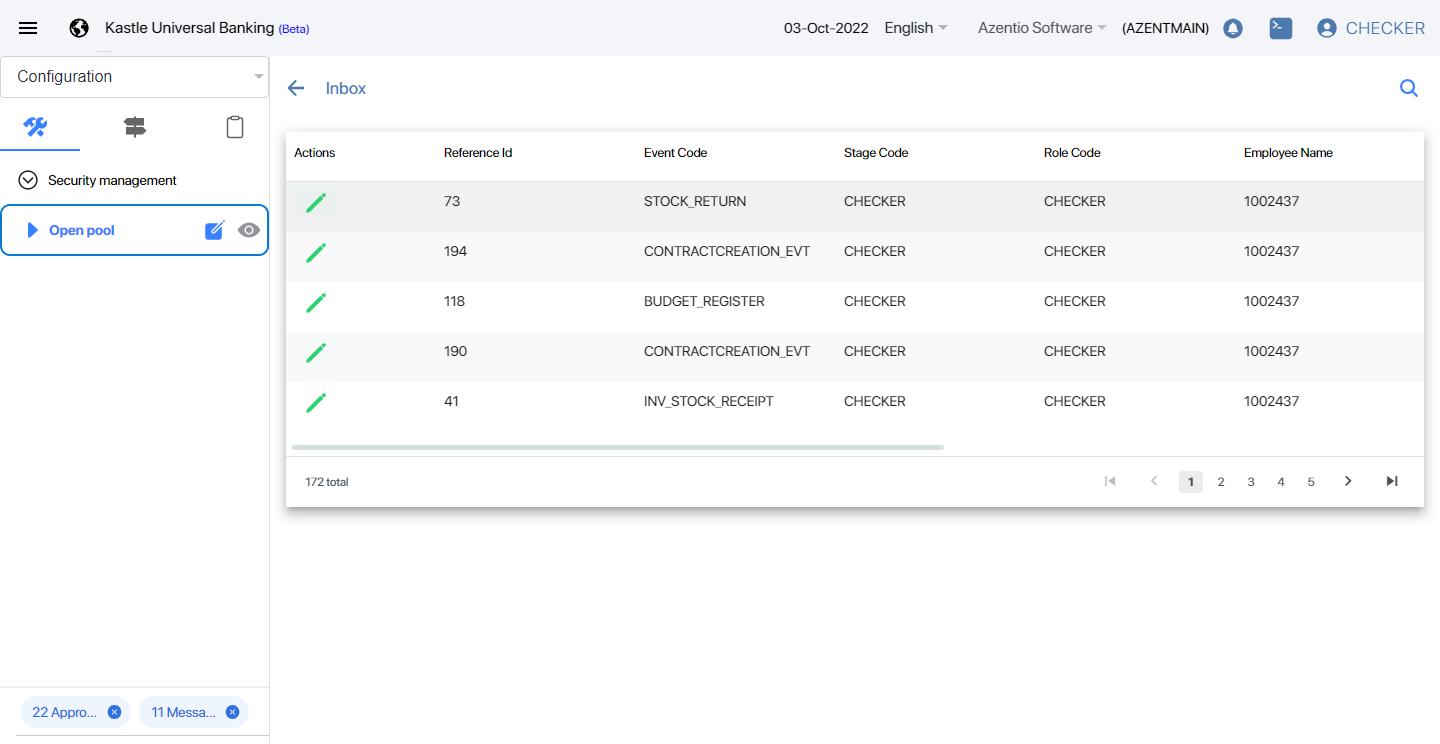 Kastle Universal Banking (Beta) 03-Oct-2022 English Azentio Software (AZENTMAIN) CHECKER
Configuration
Inbox
Security management
Open pool
Actions Reference Id Event Code Stage Code Role Code Employee Name
73 STOCK_RETURN CHECKER CHECKER 1002437
194 CONTRACTCREATION_EVT CHECKER CHECKER 1002437
118 BUDGET_REGISTER CHECKER CHECKER 1002437
190 CONTRACTCREATION_EVT CHECKER CHECKER 1002437
41 INV_STOCK_RECEIPT CHECKER CHECKER 1002437
172 total 1 2 3 4 5
22 Appro... 11 Messa...